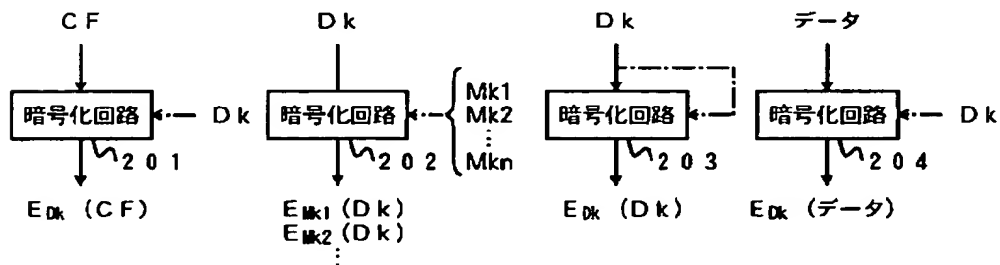 CF
暗号化回路
Dk
201
EDk (CF)
Dk
暗号化回路
Mk1
Mk2
⋮
Mkn
202
EMk1 (Dk)
EMk2 (Dk)
⋮
Dk
暗号化回路
203
EDk (Dk)
データ
暗号化回路
Dk
204
EDk (データ)